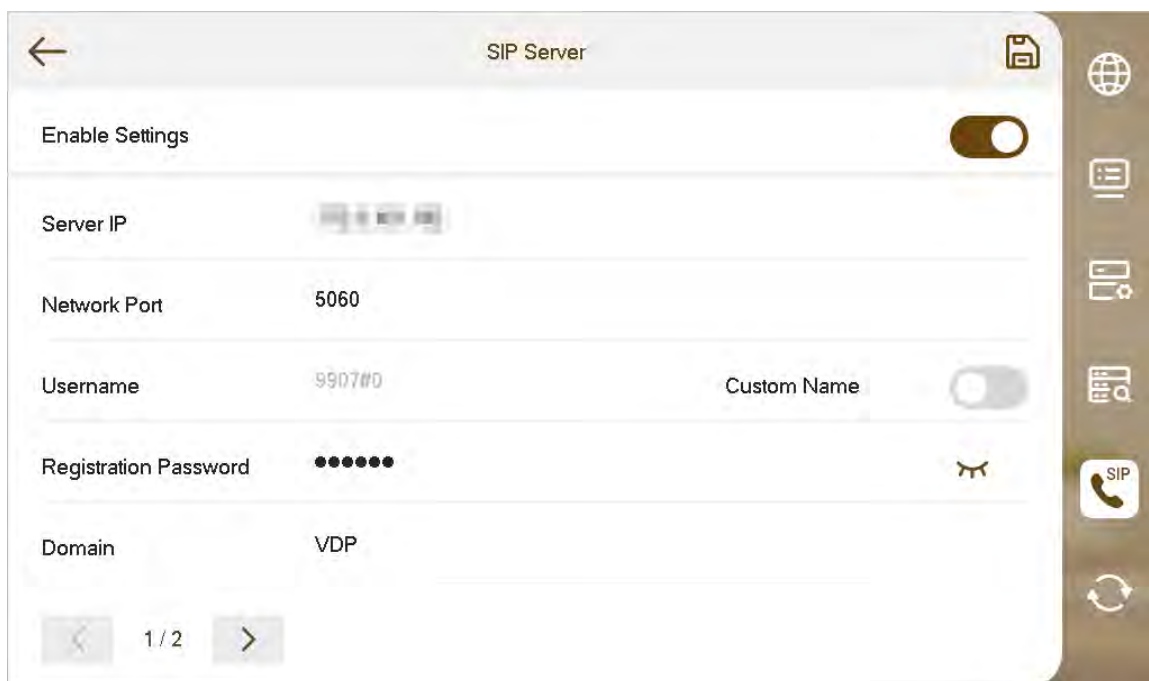 SIP Server
Enable Settings
Server IP
Network Port 5060
Username 9907#0 Custom Name
Registration Password ●●●●●●
SIP
Domain VDP
1 / 2